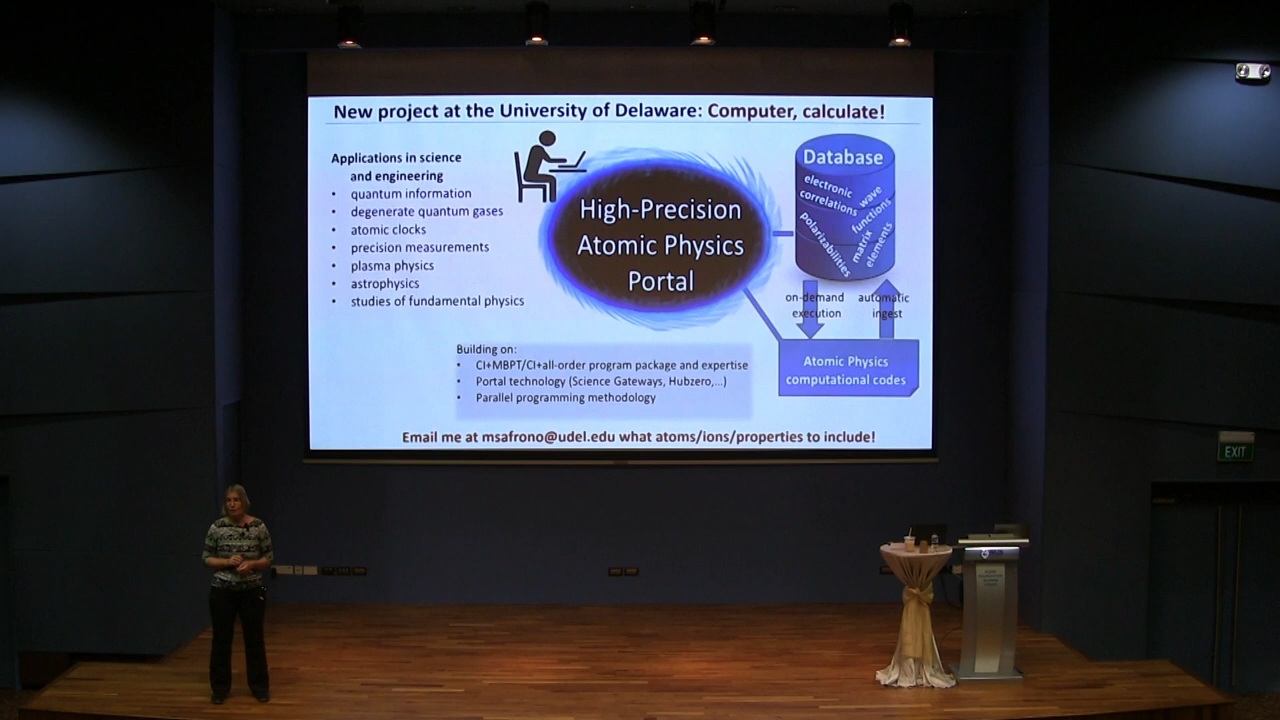 New project at the University of Delaware: Computer, calculate!
Applications in science
and engineering
• quantum information
• degenerate quantum gases
• atomic clocks
• precision measurements
• plasma physics
• astrophysics
• studies of fundamental physics
High-Precision
Atomic Physics
Portal
Database
electronic
correlations
wave
functions
polarizabilities
matrix
elements
on-demand
execution
automatic
ingest
Atomic Physics
computational codes
Building on:
• CI+MBPT/CI+all-order program package and expertise
• Portal technology (Science Gateways, Hubzero,...)
• Parallel programming methodology
Email me at msafrono@udel.edu what atoms/ions/properties to include!
EXIT